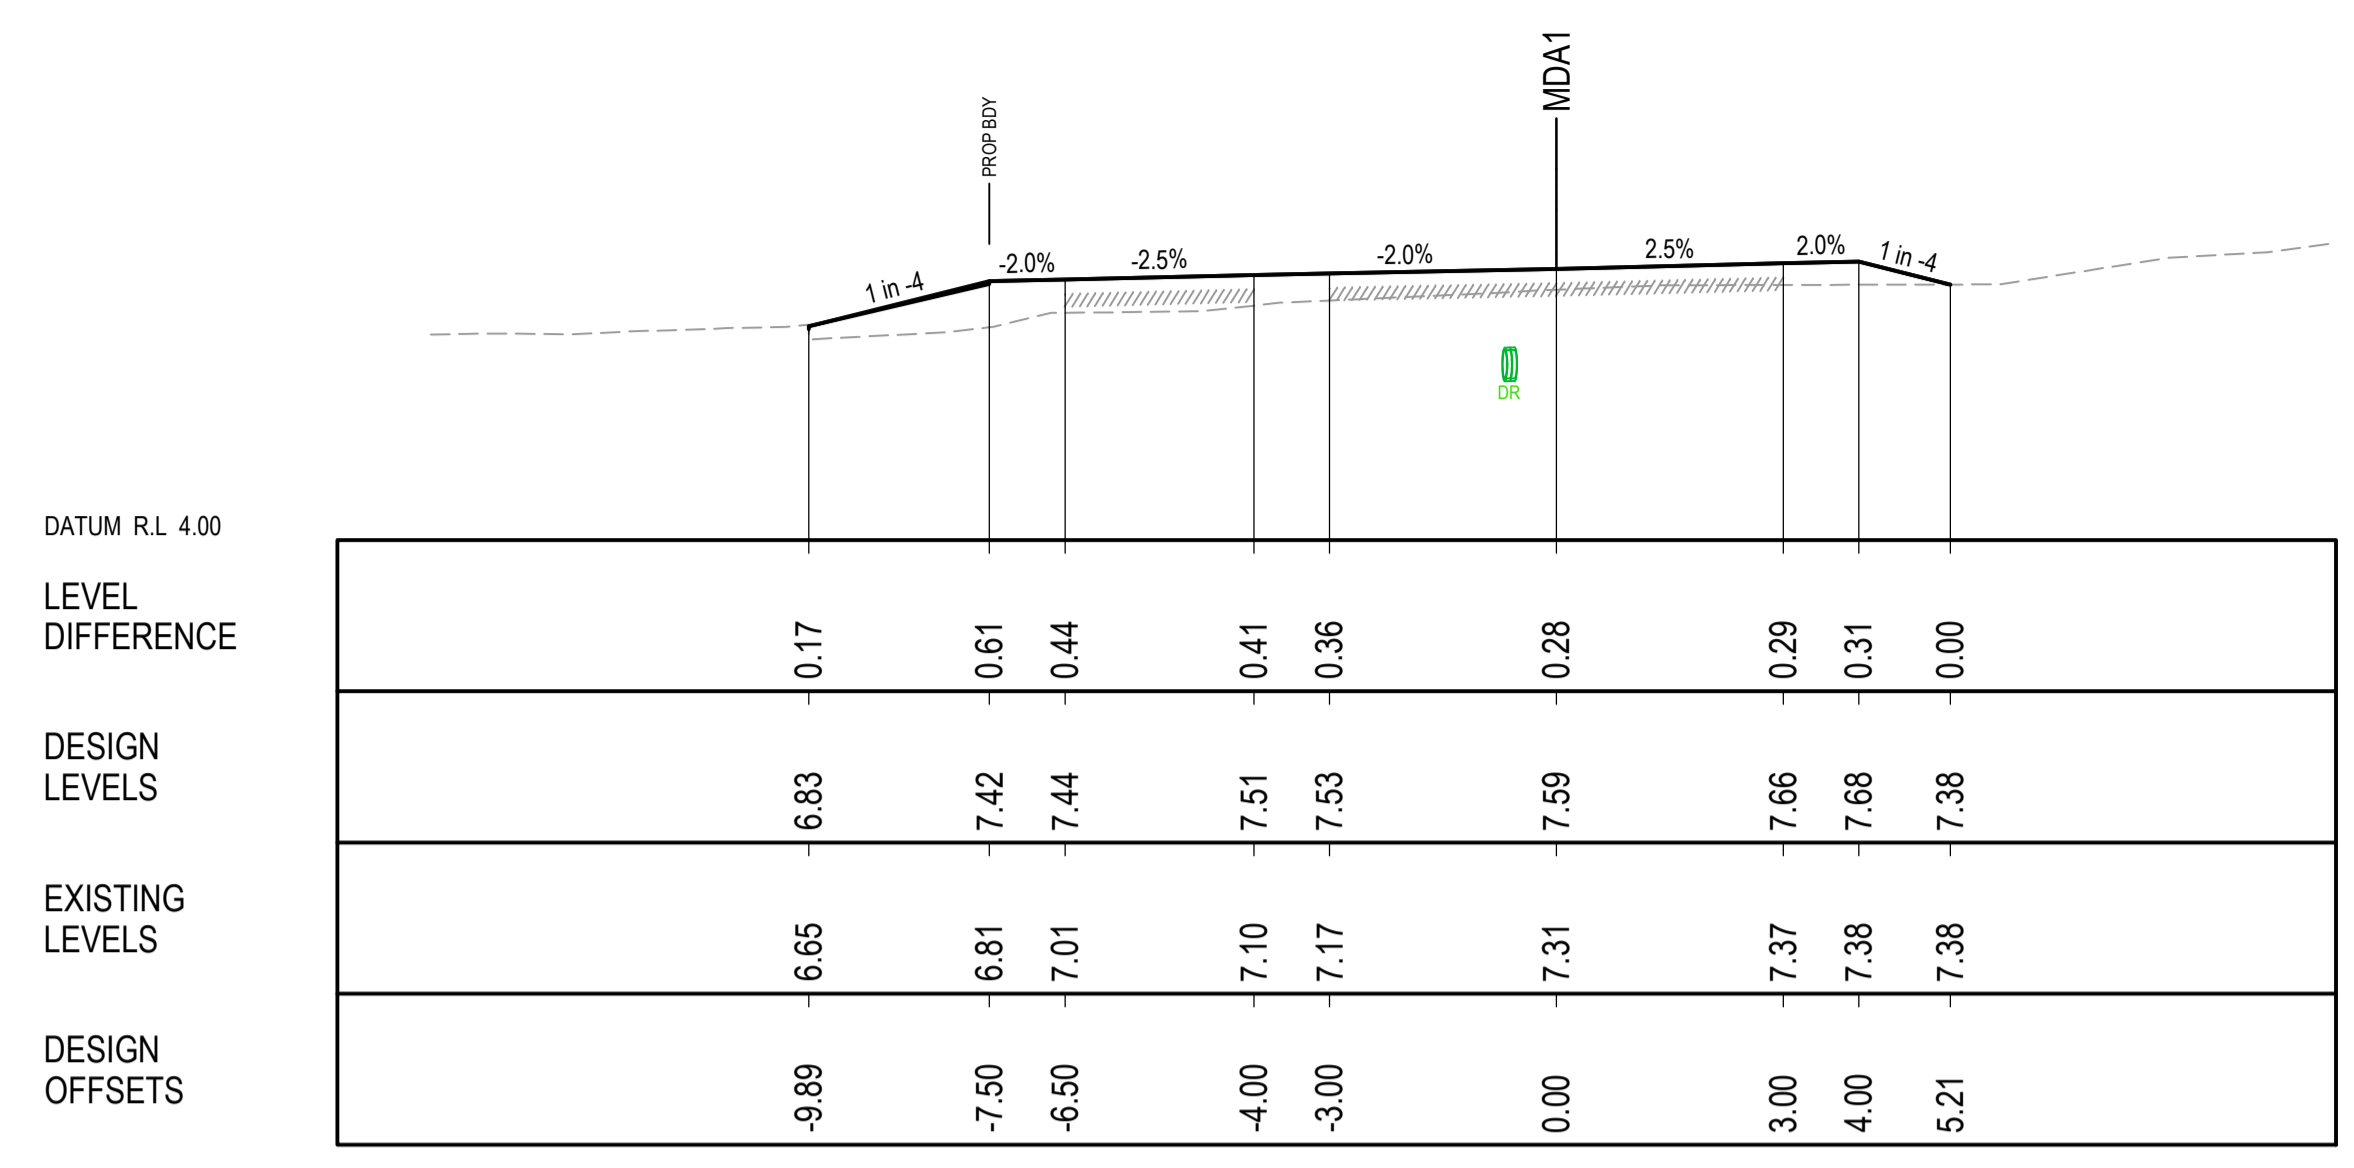 MDA1
PROP BDY
1 in -4
-2.0%
-2.5%
-2.0%
2.5%
2.0%
1 in -4
DR
DATUM R.L 4.00
LEVEL
DIFFERENCE
0.17 0.61 0.44 0.41 0.36 0.28 0.29 0.31 0.00
DESIGN
LEVELS
6.83 7.42 7.44 7.51 7.53 7.59 7.66 7.68 7.38
EXISTING
LEVELS
6.65 6.81 7.01 7.10 7.17 7.31 7.37 7.38 7.38
DESIGN
OFFSETS
-9.89 -7.50 -6.50 -4.00 -3.00 0.00 3.00 4.00 5.21